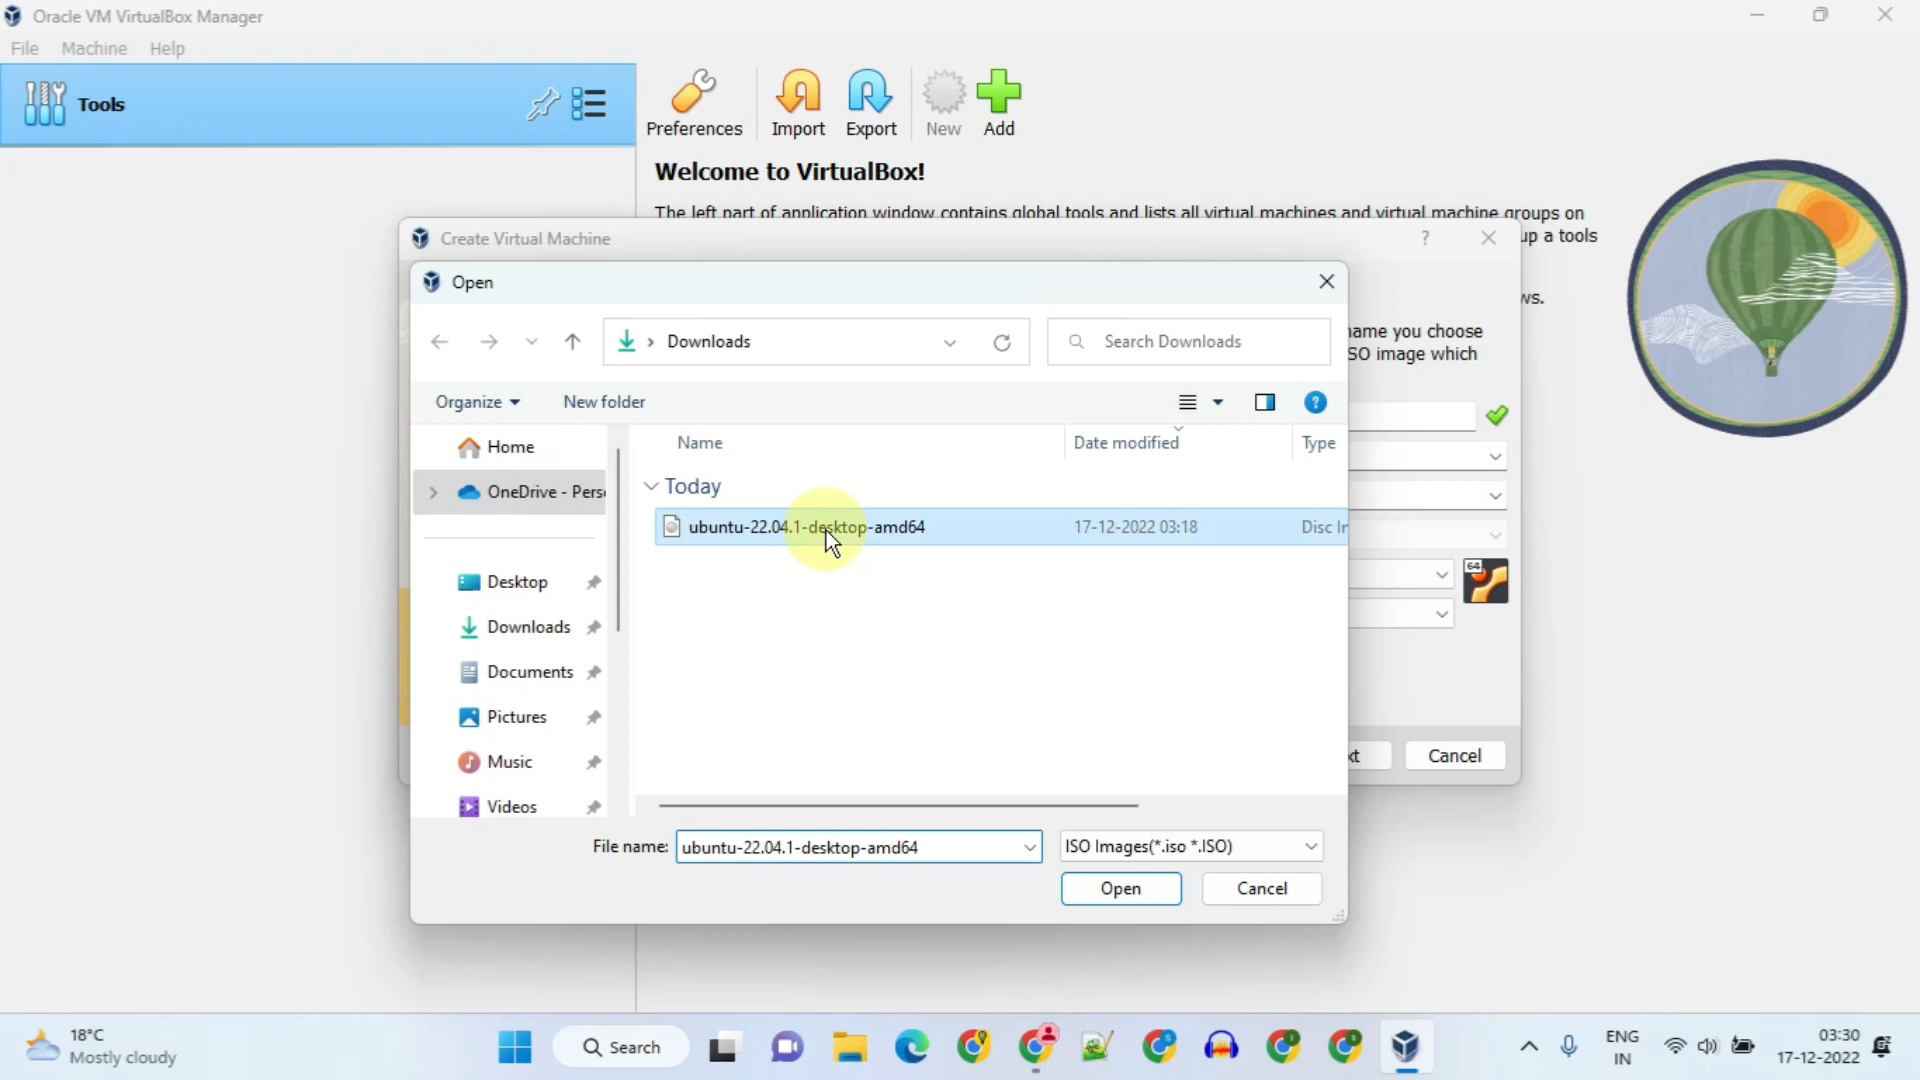 Oracle VM VirtualBox Manager
File Machine Help
Tools
Preferences Import Export New Add
Welcome to VirtualBox!
The left part of application window contains global tools and lists all virtual machines and virtual machine groups on
up a tools
Create Virtual Machine
?
Open
Downloads
Search Downloads
name you choose
SO image which
Organize New folder
?
Name Date modified Type
Home
OneDrive - Pers
Today
ubuntu-22.04.1-desktop-amd64 17-12-2022 03:18 Disc Im
64
Desktop
Downloads
Documents
Pictures
Music
Videos
xt Cancel
File name: ubuntu-22.04.1-desktop-amd64 ISO Images(*.iso *.ISO)
Open Cancel
18°C
Mostly cloudy
Search
ENG
IN
03:30
17-12-2022